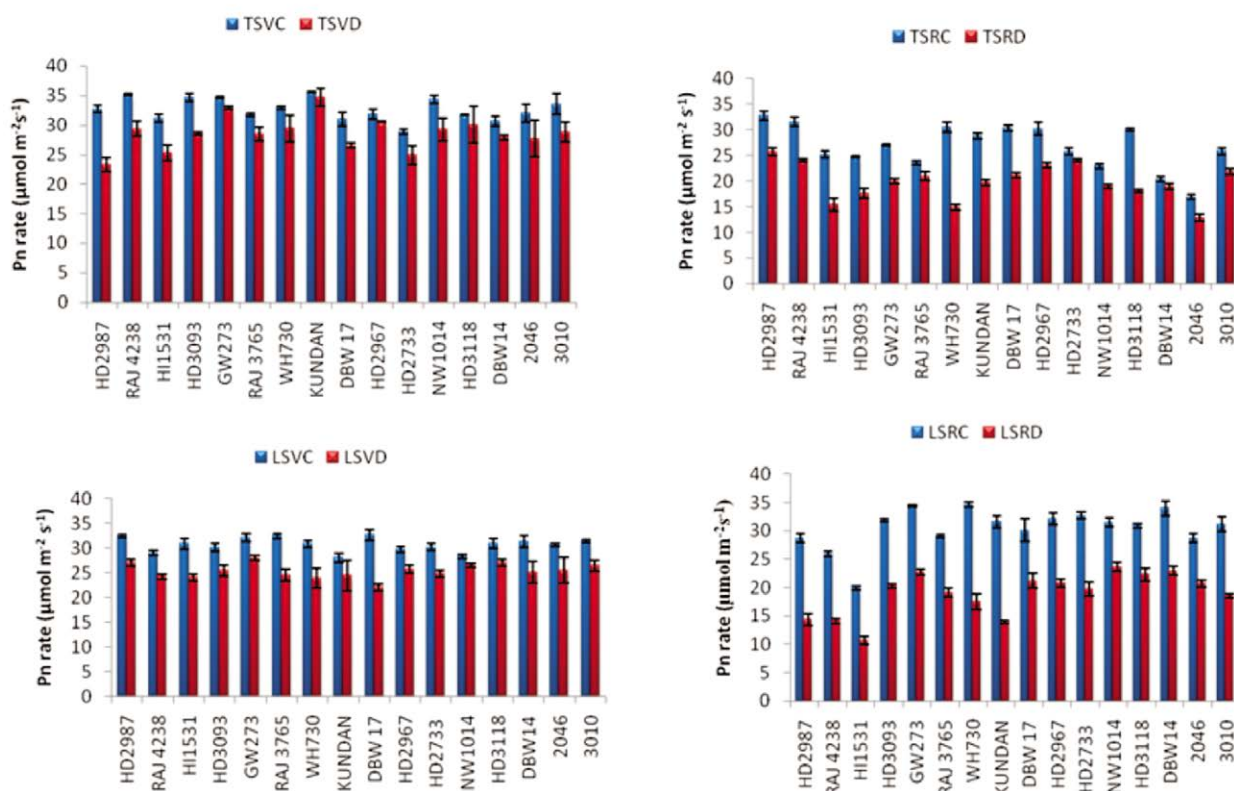 TSVC TSVD
Pn rate (µmol m⁻²s⁻¹)
40
35
30
25
20
15
10
5
0
HD2987
RAJ 4238
HI1531
HD3093
GW273
RAJ 3765
WH730
KUNDAN
DBW 17
HD2967
HD2733
NW1014
HD3118
DBW14
2046
3010
TSRC TSRD
Pn rate (µmol m⁻² s⁻¹)
40
35
30
25
20
15
10
5
0
HD2987
RAJ 4238
HI1531
HD3093
GW273
RAJ 3765
WH730
KUNDAN
DBW 17
HD2967
HD2733
NW1014
HD3118
DBW14
2046
3010
LSVC LSVD
Pn rate (µmol m⁻² s⁻¹)
40
35
30
25
20
15
10
5
0
HD2987
RAJ 4238
HI1531
HD3093
GW273
RAJ 3765
WH730
KUNDAN
DBW 17
HD2967
HD2733
NW1014
HD3118
DBW14
2046
3010
LSRC LSRD
Pn rate (µmol m⁻²s⁻¹)
40
35
30
25
20
15
10
5
0
HD2987
RAJ 4238
HI1531
HD3093
GW273
RAJ 3765
WH730
KUNDAN
DBW 17
HD2967
HD2733
NW1014
HD3118
DBW14
2046
3010